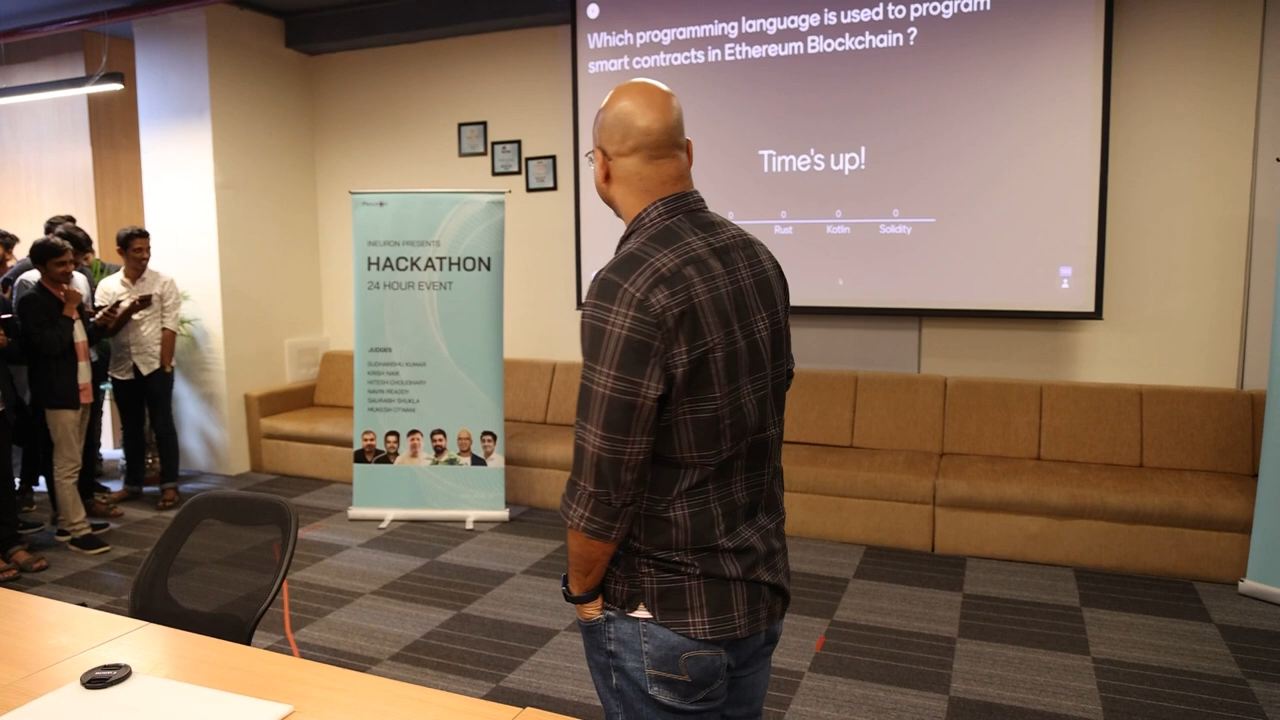 Which programming language is used to program
smart contracts in Ethereum Blockchain ?
Time's up!
0
0
0
0
Rust
Kotlin
Solidity
INEURON PRESENTS
HACKATHON
24 HOUR EVENT
JUDGES
SUDHANSHU KUMAR
KRISH NAIK
HITESH CHOUDHARY
NAVIN REDDY
SAURABH SHUKLA
MUKESH OTWANI